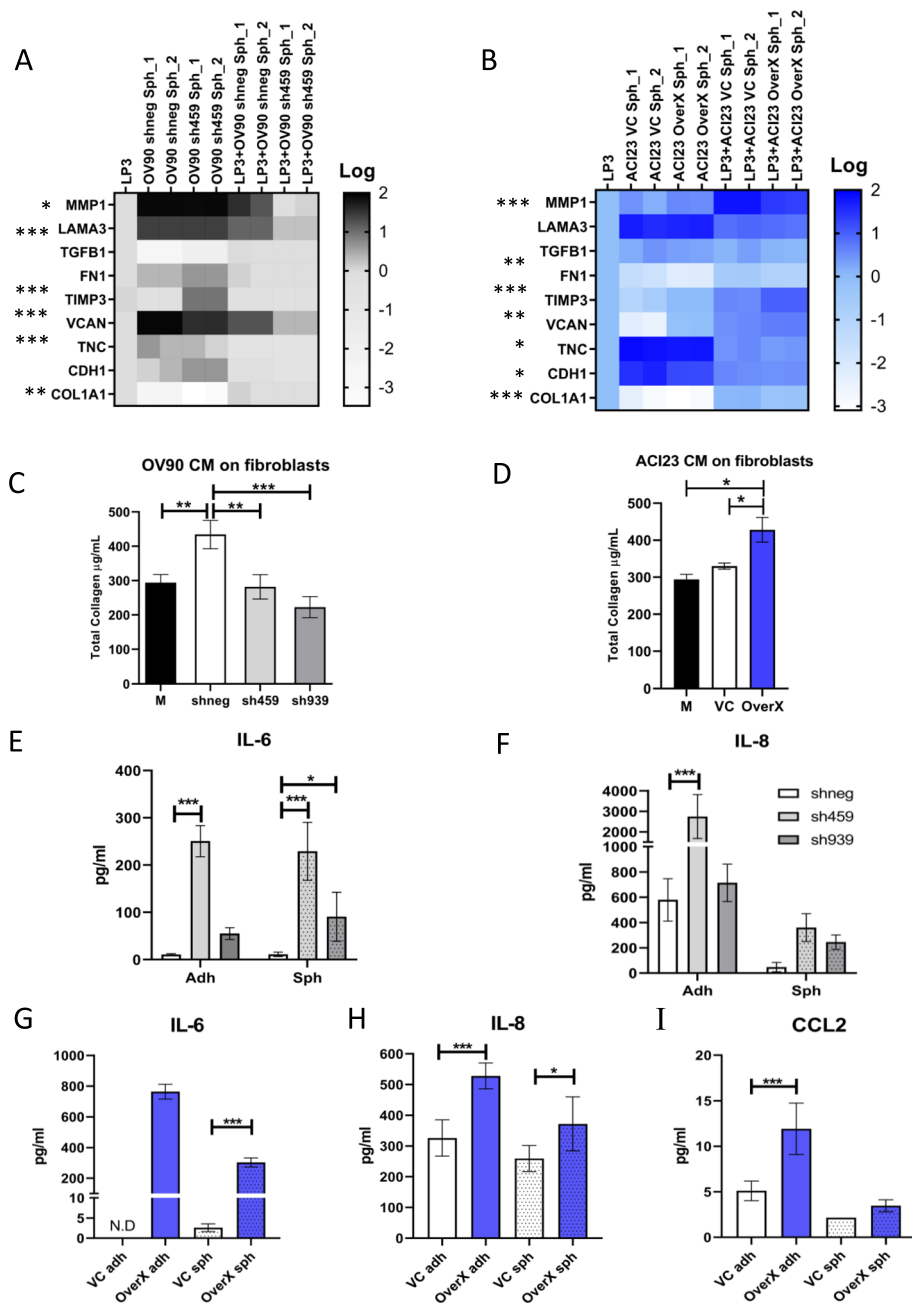 A
LP3
OV90 shneg Sph_1
OV90 shneg Sph_2
OV90 sh459 Sph_1
OV90 sh459 Sph_2
LP3+OV90 shneg Sph_1
LP3+OV90 shneg Sph_2
LP3+OV90 sh459 Sph_1
LP3+OV90 sh459 Sph_2
Log
* MMP1
*** LAMA3
TGFB1
FN1
*** TIMP3
*** VCAN
*** TNC
CDH1
** COL1A1
2
1
0
-1
-2
-3
B
LP3
ACI23 VC Sph_1
ACI23 VC Sph_2
ACI23 OverX Sph_1
ACI23 OverX Sph_2
LP3+ACI23 VC Sph_1
LP3+ACI23 VC Sph_2
LP3+ACI23 OverX Sph_1
LP3+ACI23 OverX Sph_2
Log
*** MMP1
LAMA3
TGFB1
** FN1
*** TIMP3
** VCAN
* TNC
* CDH1
*** COL1A1
2
1
0
-1
-2
-3
C
OV90 CM on fibroblasts
***
** **
Total Collagen µg/mL
500
400
300
200
100
0
M shneg sh459 sh939
D
ACI23 CM on fibroblasts
*
*
Total Collagen µg/mL
500
400
300
200
100
0
M VC OverX
E
IL-6
*
*** ***
pg/ml
400
300
200
100
0
Adh Sph
F
IL-8
***
shneg
sh459
sh939
pg/ml
4000
3000
2000
1000
800
600
400
200
0
Adh Sph
G
IL-6
***
pg/ml
1000
800
600
400
200
10
5
0
N.D
VC adh
OverX adh
VC sph
OverX sph
H
IL-8
***
*
pg/ml
600
500
400
300
200
100
0
VC adh
OverX adh
VC sph
OverX sph
I
CCL2
***
pg/ml
20
15
10
5
0
VC adh
OverX adh
VC sph
OverX sph